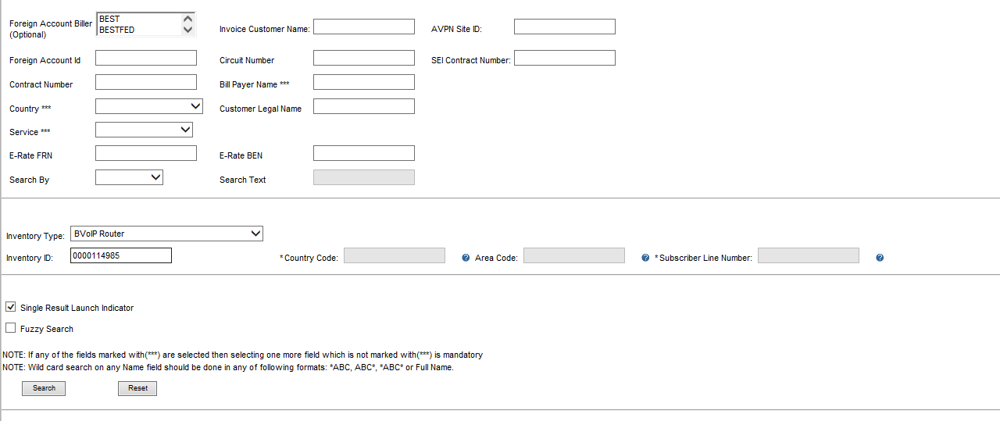 Foreign Account Biller
(Optional)
BEST
BESTFED
Invoice Customer Name:
AVPN Site ID:
Foreign Account Id
Circuit Number
SEI Contract Number:
Contract Number
Bill Payer Name ***
Country ***
Customer Legal Name
Service ***
E-Rate FRN
E-Rate BEN
Search By
Search Text
Inventory Type: BVoIP Router
Inventory ID: 0000114985 *Country Code: ? Area Code: ? *Subscriber Line Number: ?
Single Result Launch Indicator
Fuzzy Search
NOTE: If any of the fields marked with(***) are selected then selecting one more field which is not marked with(***) is mandatory
NOTE: Wild card search on any Name field should be done in any of following formats: *ABC, ABC*, *ABC* or Full Name.
Search Reset